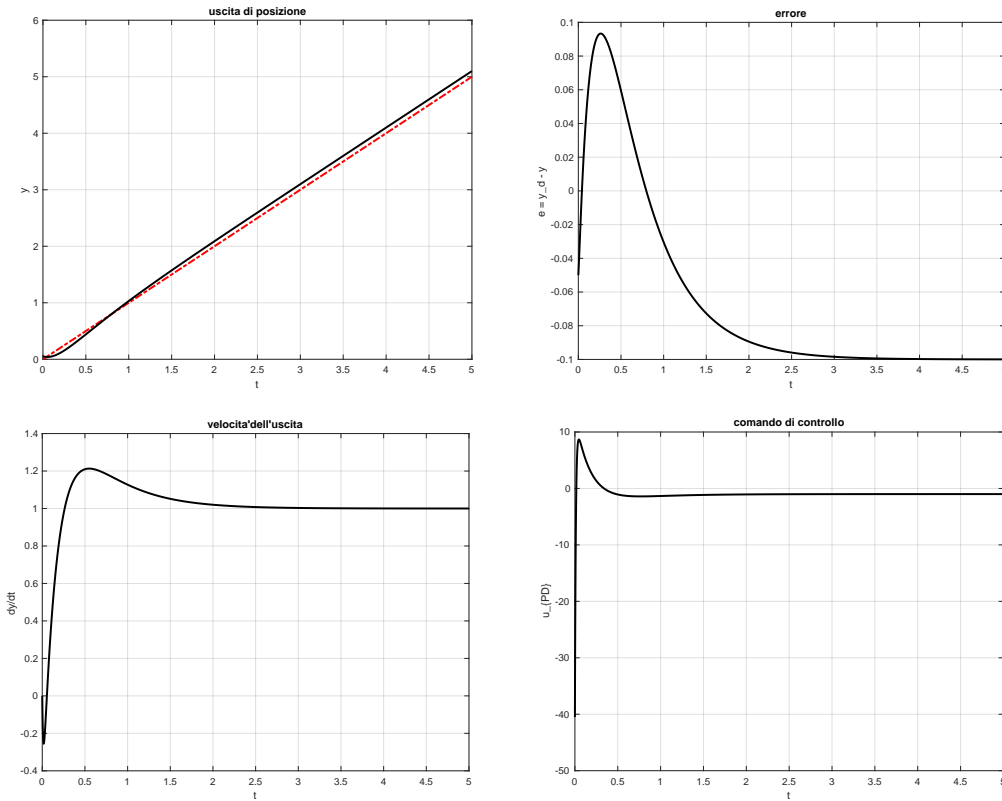 uscita di posizione
6
5
4
3
2
1
0
y
0 0.5 1 1.5 2 2.5 3 3.5 4 4.5 5
t
errore
0.1
0.08
0.06
0.04
0.02
0
-0.02
-0.04
-0.06
-0.08
-0.1
e = y_d - y
0 0.5 1 1.5 2 2.5 3 3.5 4 4.5 5
t
velocita'dell'uscita
1.4
1.2
1
0.8
0.6
0.4
0.2
0
-0.2
-0.4
dy/dt
0 0.5 1 1.5 2 2.5 3 3.5 4 4.5 5
t
comando di controllo
10
0
-10
-20
-30
-40
-50
u_{PD}
0 0.5 1 1.5 2 2.5 3 3.5 4 4.5 5
t